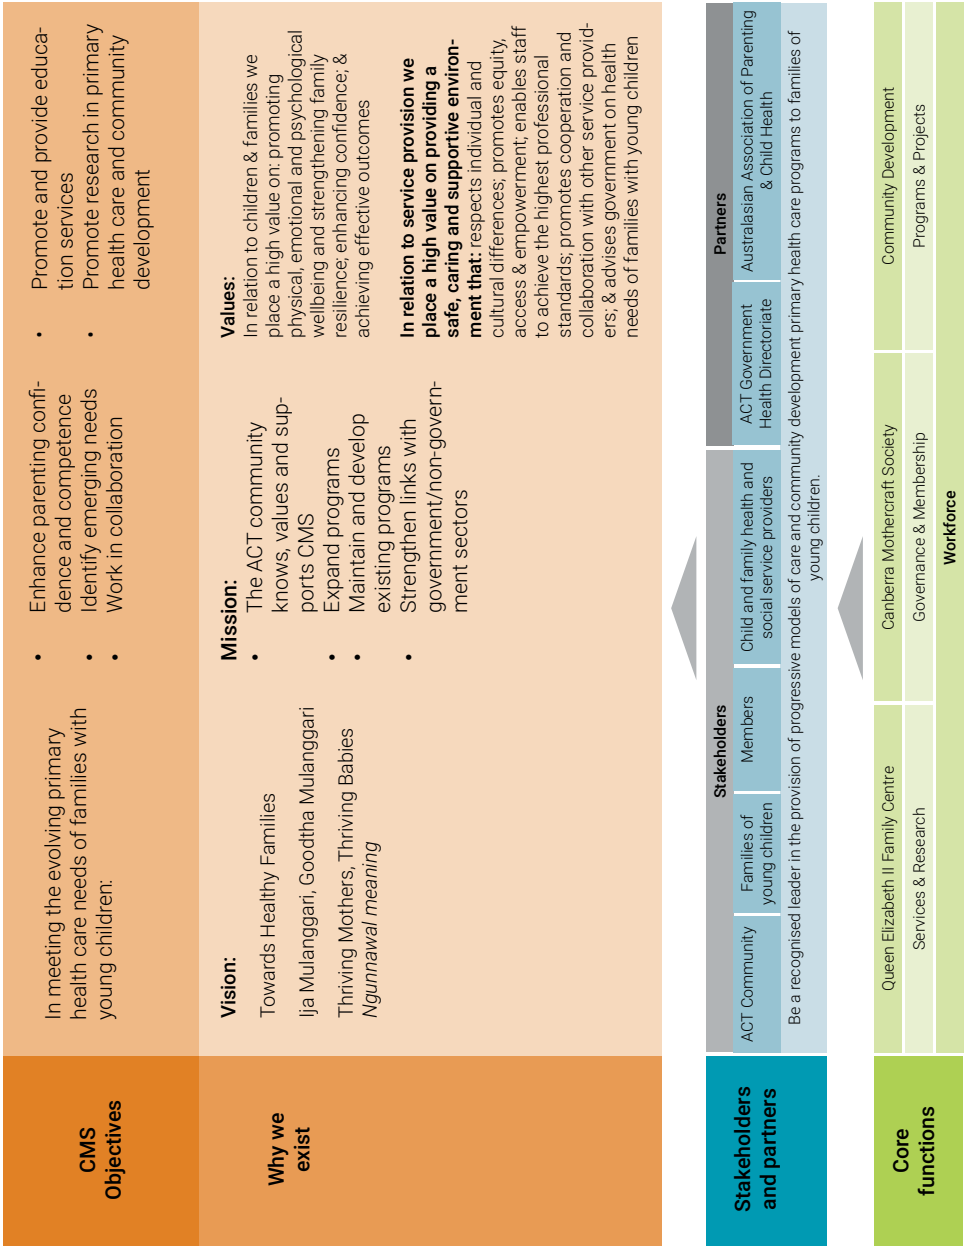 CMS
Objectives
In meeting the evolving primary
health care needs of families with
young children:
• Enhance parenting confi-
dence and competence
• Identify emerging needs
• Work in collaboration
• Promote and provide educa-
tion services
• Promote research in primary
health care and community
development
Why we
exist
Vision:
Towards Healthy Families
Ija Mulanggari, Goodtha Mulanggari
Thriving Mothers, Thriving Babies
Ngunnawal meaning
Mission:
• The ACT community
knows, values and sup-
ports CMS
• Expand programs
• Maintain and develop
existing programs
• Strengthen links with
government/non-govern-
ment sectors
Values:
In relation to children & families we
place a high value on: promoting
physical, emotional and psychological
wellbeing and strengthening family
resilience; enhancing confidence; &
achieving effective outcomes
In relation to service provision we
place a high value on providing a
safe, caring and supportive environ-
ment that: respects individual and
cultural differences; promotes equity,
access & empowerment; enables staff
to achieve the highest professional
standards; promotes cooperation and
collaboration with other service provid-
ers; & advises government on health
needs of families with young children
Stakeholders
and partners
Stakeholders
Partners
ACT Community
Families of
young children
Members
Child and family health and
social service providers
ACT Government
Health Directoriate
Australasian Association of Parenting
& Child Health
Be a recognised leader in the provision of progressive models of care and community development primary health care programs to families of
young children.
Core
functions
Queen Elizabeth II Family Centre
Canberra Mothercraft Society
Community Development
Services & Research
Governance & Membership
Programs & Projects
Workforce